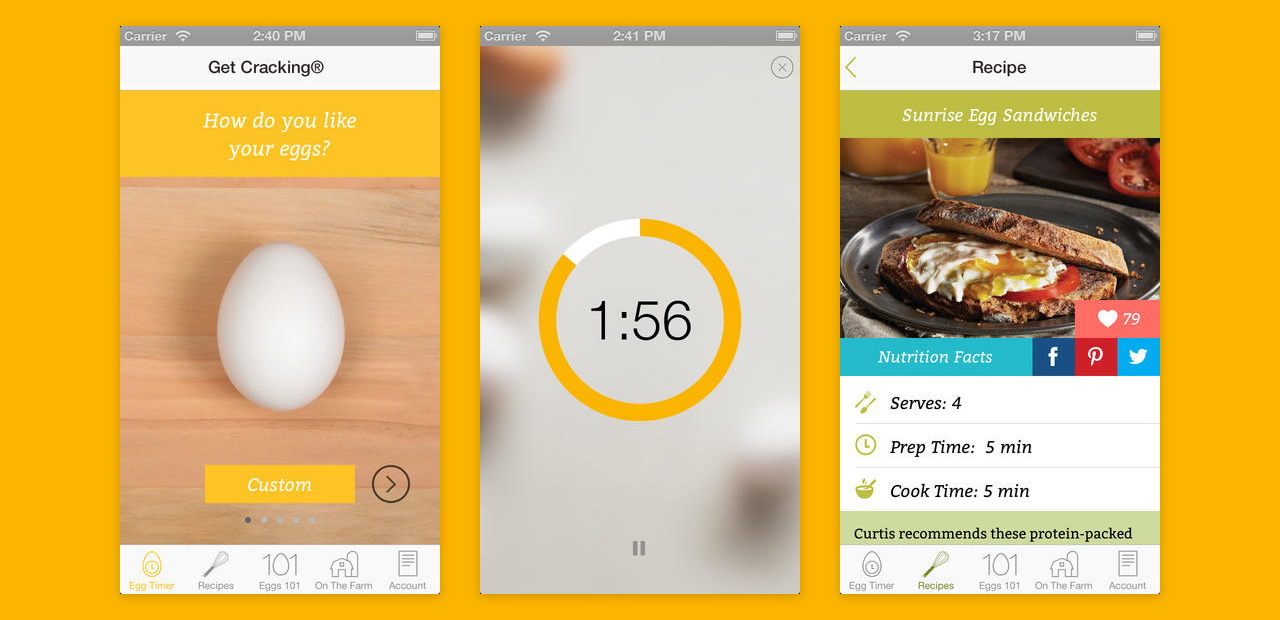 Carrier 2:40 PM
Get Cracking®
How do you like
your eggs?
Custom
Egg Timer Recipes 101 Eggs 101 On The Farm Account
Carrier 2:41 PM
1:56
Carrier 3:17 PM
Recipe
Sunrise Egg Sandwiches
79
Nutrition Facts
Serves: 4
Prep Time: 5 min
Cook Time: 5 min
Curtis recommends these protein-packed
Egg Timer Recipes 101 Eggs 101 On The Farm Account